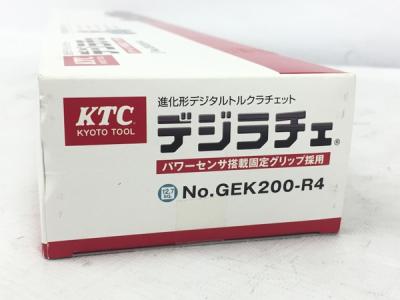 KTC
KYOTO TOOL
進化形デジタルトルクラチェット
デジラチェ®
パワーセンサ搭載固定グリップ採用
12.7 sq. No.GEK200-R4